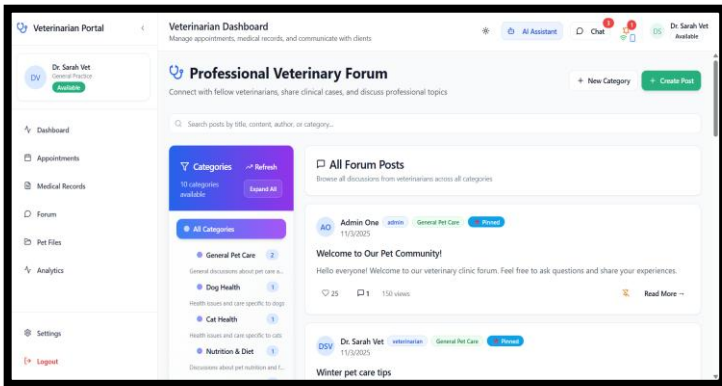 Veterinarian Portal
Dr. Sarah Vet
DV
General Practice
Available
Dashboard
Appointments
Medical Records
Forum
Pet Files
Analytics
Settings
Logout
Veterinarian Dashboard
Manage appointments, medical records, and communicate with clients
AI Assistant
Chat
3
DS
Dr. Sarah Vet
Available
Professional Veterinary Forum
Connect with fellow veterinarians, share clinical cases, and discuss professional topics
+ New Category
+ Create Post
Search posts by title, content, author, or category...
Categories
Refresh
10 categories available
Expand All
All Categories
General Pet Care 2
General discussions about pet care a...
Dog Health 1
Health issues and care specific to dogs
Cat Health 1
Health issues and care specific to cats
Nutrition & Diet 1
Discussions about pet nutrition and f...
All Forum Posts
Browse all discussions from veterinarians across all categories
AO
Admin One admin General Pet Care Pinned
11/3/2025
Welcome to Our Pet Community!
Hello everyone! Welcome to our veterinary clinic forum. Feel free to ask questions and share your experiences.
25 1 150 views
Read More →
DSV
Dr. Sarah Vet veterinarian General Pet Care Pinned
11/3/2025
Winter pet care tips